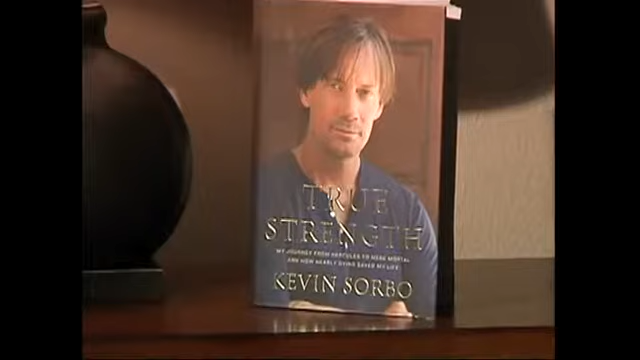 TRUE
STRENGTH
MY JOURNEY FROM HERCULES TO MERE MORTAL
AND HOW NEARLY DYING SAVED MY LIFE
KEVIN SORBO